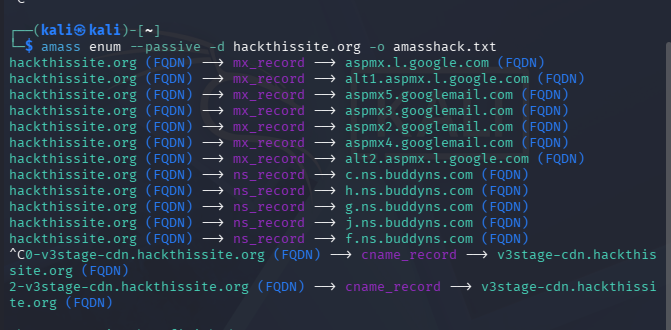 ┌──(kali㉿kali)-[~]
└─$ amass enum --passive -d hackthissite.org -o amasshack.txt
hackthissite.org (FQDN) ⟶ mx_record ⟶ aspmx.l.google.com (FQDN)
hackthissite.org (FQDN) ⟶ mx_record ⟶ alt1.aspmx.l.google.com (FQDN)
hackthissite.org (FQDN) ⟶ mx_record ⟶ aspmx5.googlemail.com (FQDN)
hackthissite.org (FQDN) ⟶ mx_record ⟶ aspmx3.googlemail.com (FQDN)
hackthissite.org (FQDN) ⟶ mx_record ⟶ aspmx2.googlemail.com (FQDN)
hackthissite.org (FQDN) ⟶ mx_record ⟶ aspmx4.googlemail.com (FQDN)
hackthissite.org (FQDN) ⟶ mx_record ⟶ alt2.aspmx.l.google.com (FQDN)
hackthissite.org (FQDN) ⟶ ns_record ⟶ c.ns.buddyns.com (FQDN)
hackthissite.org (FQDN) ⟶ ns_record ⟶ h.ns.buddyns.com (FQDN)
hackthissite.org (FQDN) ⟶ ns_record ⟶ g.ns.buddyns.com (FQDN)
hackthissite.org (FQDN) ⟶ ns_record ⟶ j.ns.buddyns.com (FQDN)
hackthissite.org (FQDN) ⟶ ns_record ⟶ f.ns.buddyns.com (FQDN)
^C0-v3stage-cdn.hackthissite.org (FQDN) ⟶ cname_record ⟶ v3stage-cdn.hackthis
site.org (FQDN)
2-v3stage-cdn.hackthissite.org (FQDN) ⟶ cname_record ⟶ v3stage-cdn.hackthissi
te.org (FQDN)